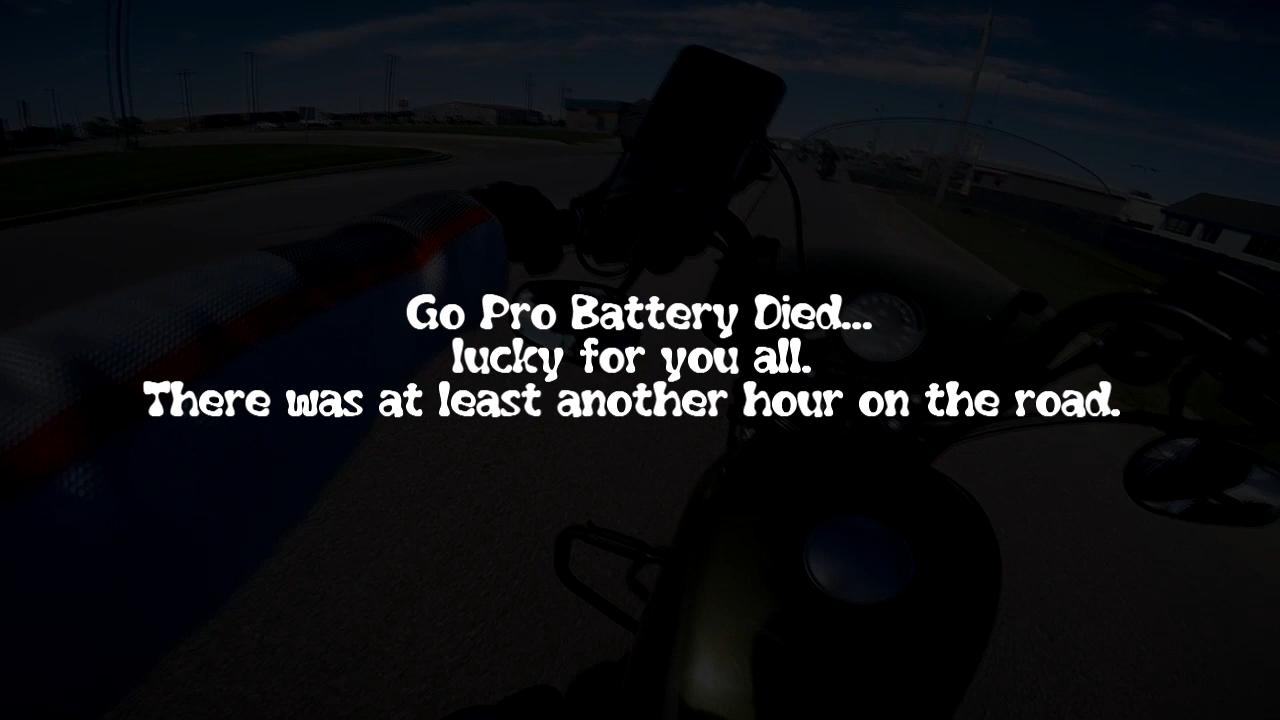 Go Pro Battery Died...
lucky for you all.
There was at least another hour on the road.